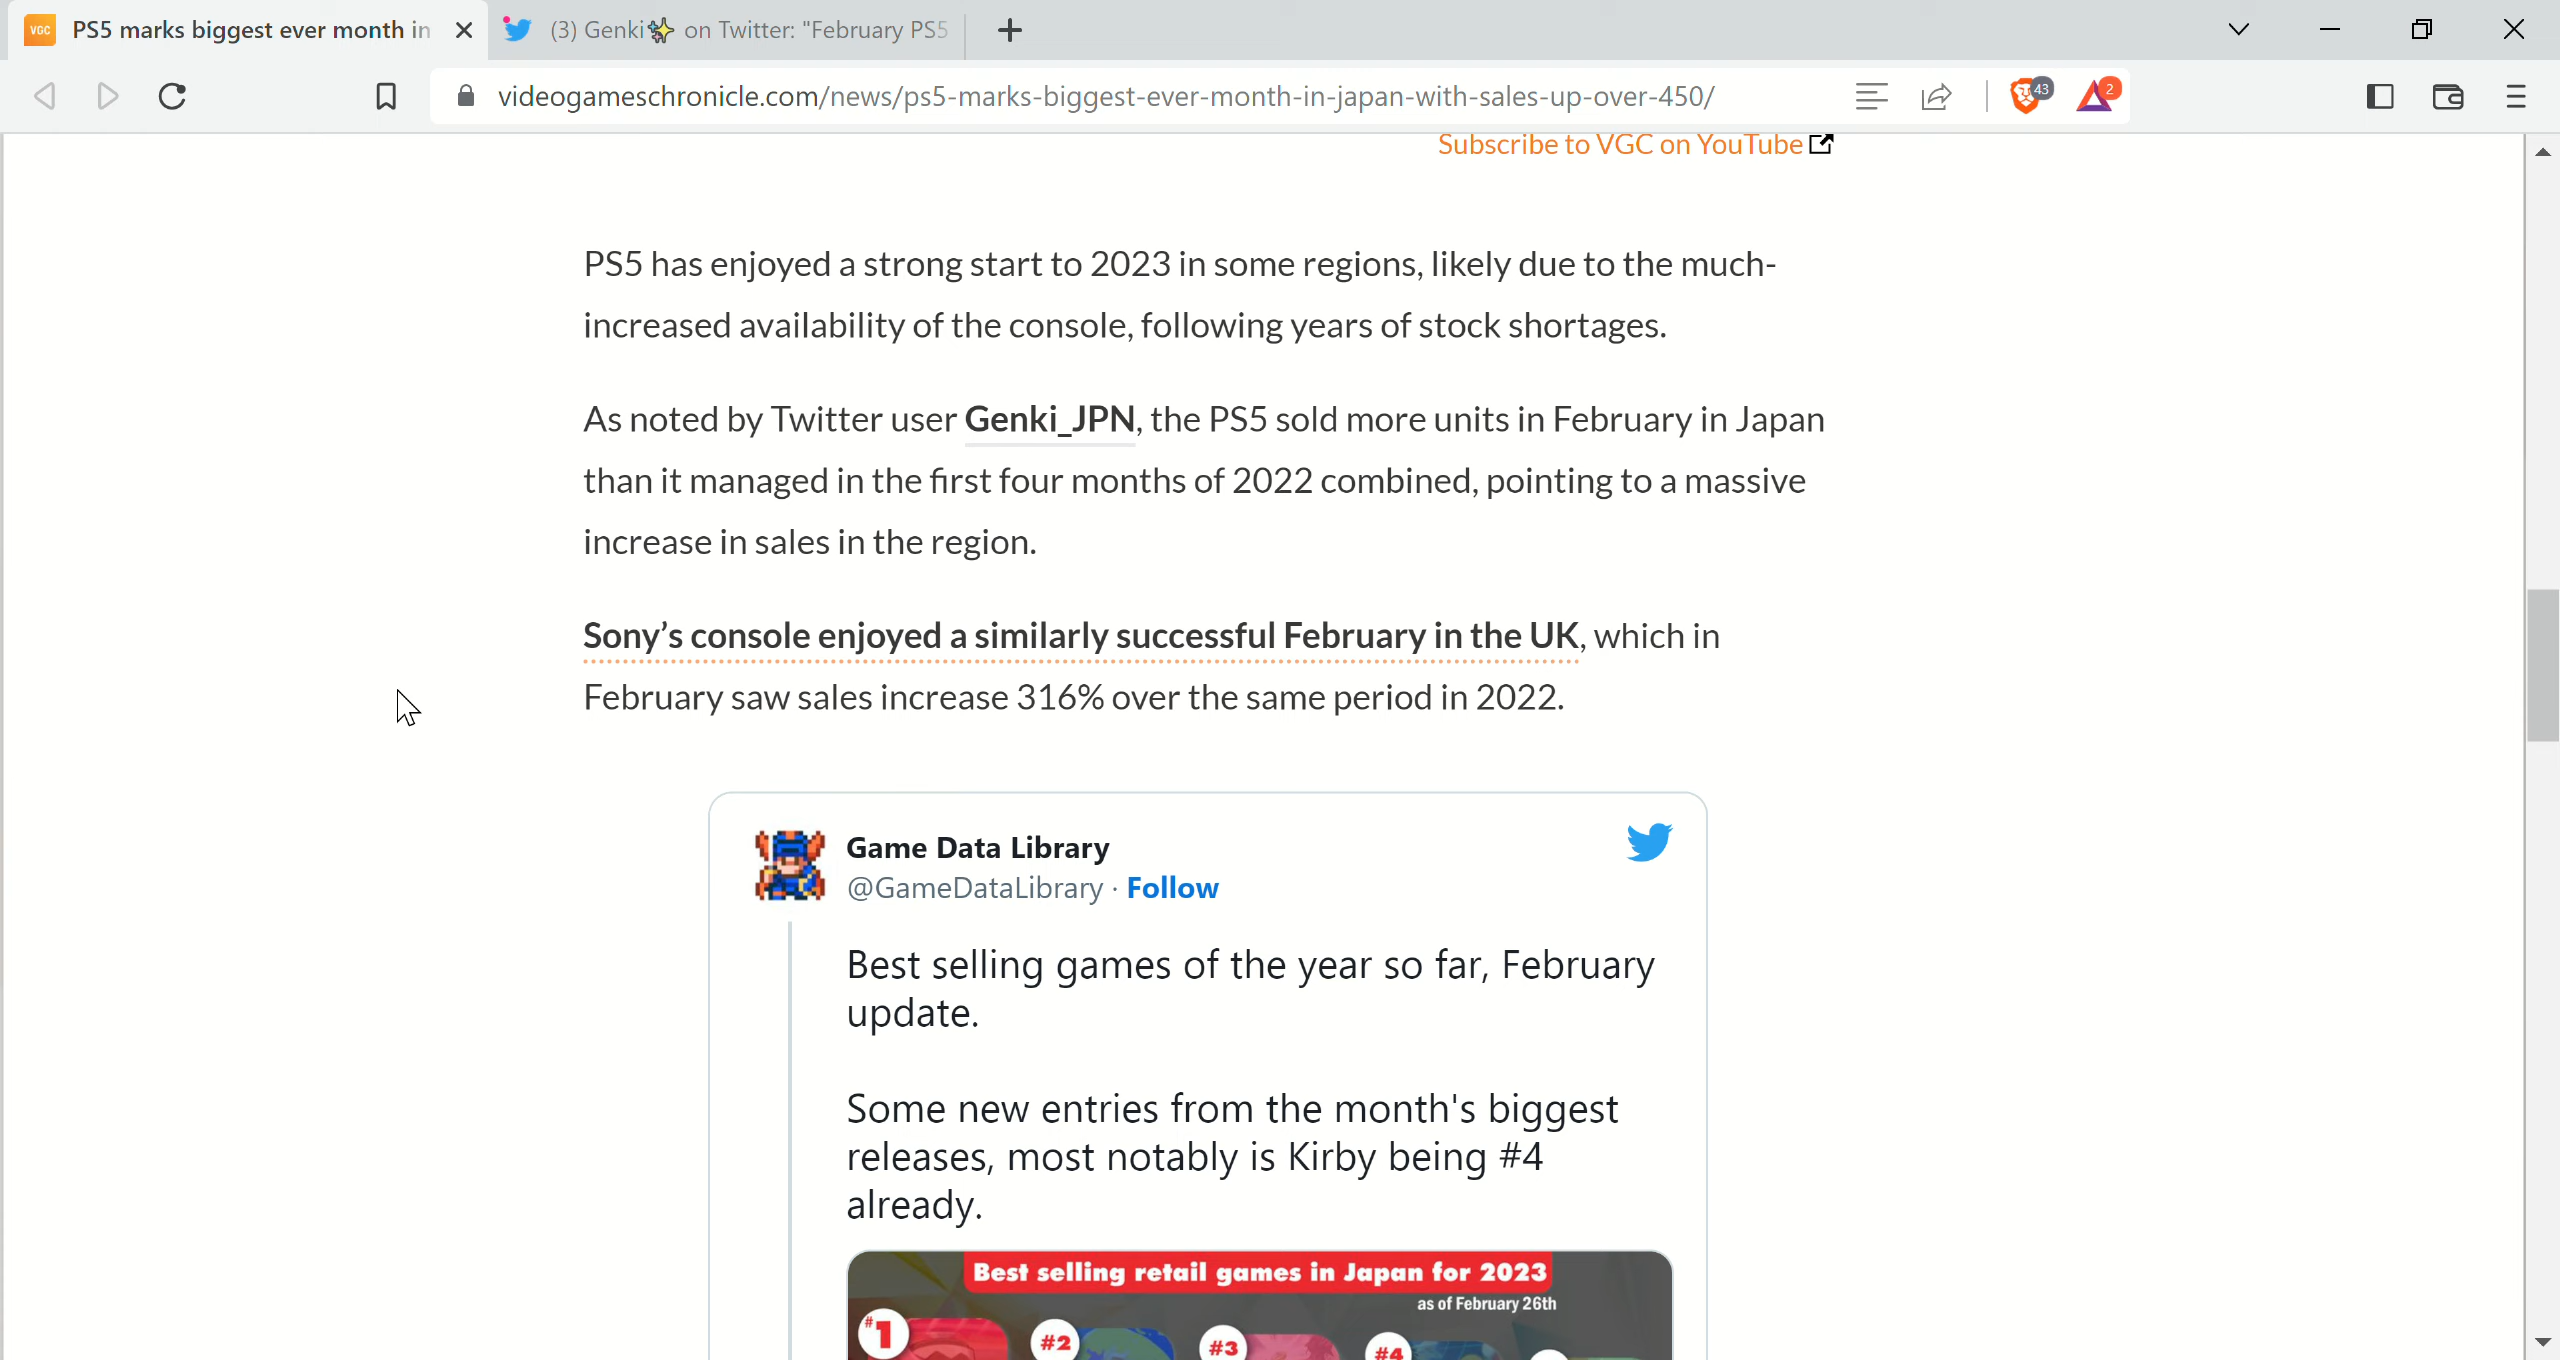 VGC PS5 marks biggest ever month in
(3) Genki✨ on Twitter: "February PS5
videogameschronicle.com/news/ps5-marks-biggest-ever-month-in-japan-with-sales-up-over-450/
43
2
Subscribe to VGC on YouTube
PS5 has enjoyed a strong start to 2023 in some regions, likely due to the much-
increased availability of the console, following years of stock shortages.
As noted by Twitter user Genki_JPN, the PS5 sold more units in February in Japan
than it managed in the first four months of 2022 combined, pointing to a massive
increase in sales in the region.
Sony’s console enjoyed a similarly successful February in the UK, which in
February saw sales increase 316% over the same period in 2022.
Game Data Library
@GameDataLibrary · Follow
Best selling games of the year so far, February
update.
Some new entries from the month's biggest
releases, most notably is Kirby being #4
already.
Best selling retail games in Japan for 2023
as of February 26th
#1
#2
#3
#4